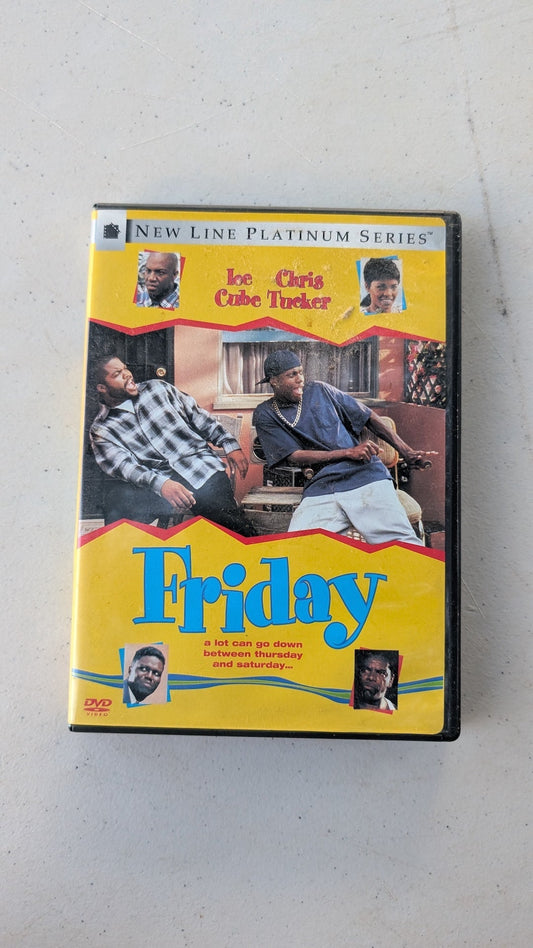 NEW LINE PLATINUM SERIES™
Ice Chris
Cube Tucker
Friday
a lot can go down
between thursday
and saturday...
DVD
VIDEO